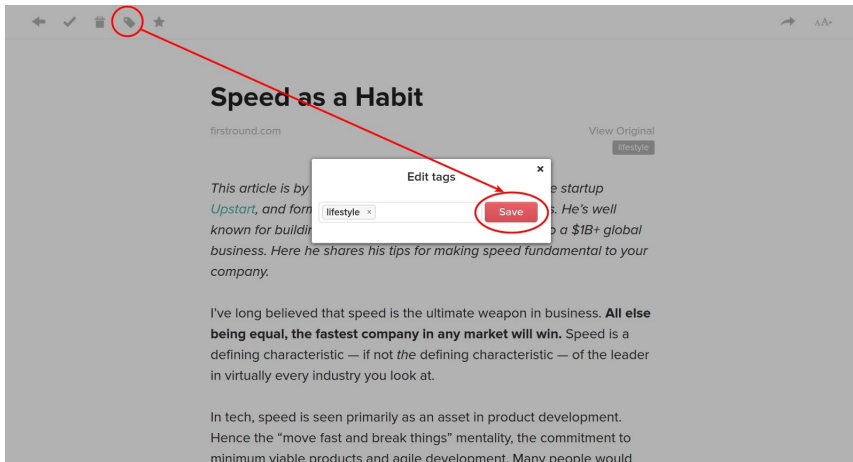 AA
Speed as a Habit
firstround.com
View Original
lifestyle
Edit tags
×
lifestyle ×
Save
This article is by
e startup
Upstart, and form
s. He's well
known for buildin
o a $1B+ global
business. Here he shares his tips for making speed fundamental to your
company.
I've long believed that speed is the ultimate weapon in business. All else
being equal, the fastest company in any market will win. Speed is a
defining characteristic — if not the defining characteristic — of the leader
in virtually every industry you look at.
In tech, speed is seen primarily as an asset in product development.
Hence the “move fast and break things” mentality, the commitment to
minimum viable products and agile development. Many people would